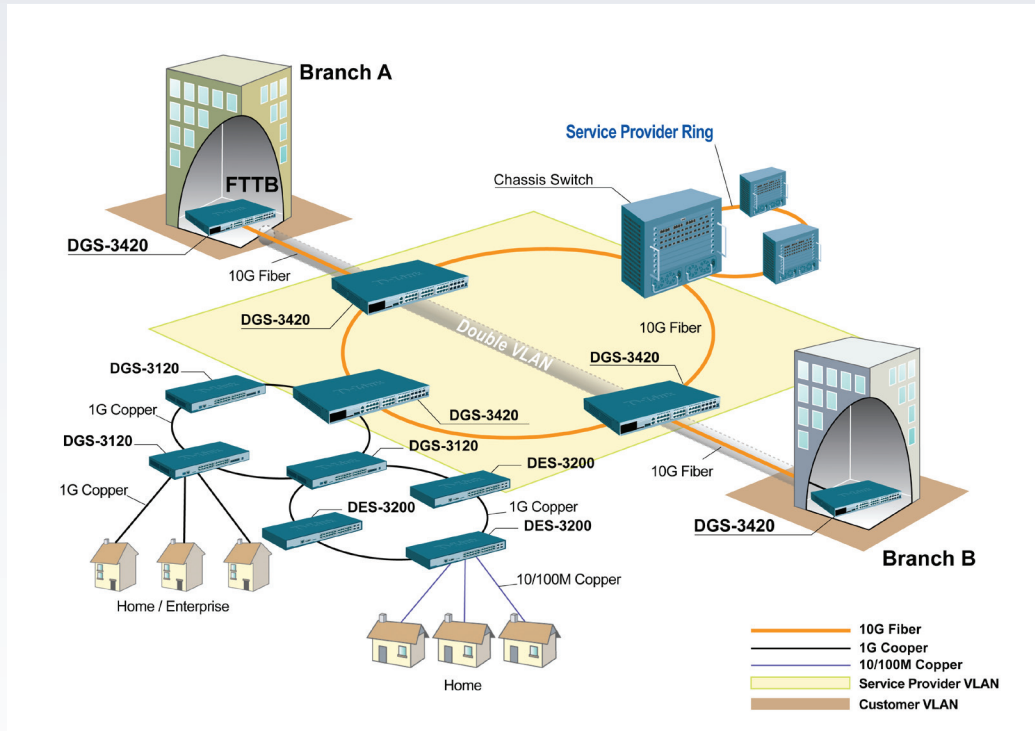 Branch A
Service Provider Ring
Chassis Switch
FTTB
DGS-3420
10G Fiber
DGS-3420
Double VLAN
10G Fiber
DGS-3420
DGS-3120
1G Copper
DGS-3420
DGS-3120
DGS-3120
10G Fiber
DES-3200
1G Copper
DES-3200
1G Copper
DES-3200
DGS-3420
Branch B
10/100M Copper
Home / Enterprise
Home
10G Fiber
1G Cooper
10/100M Copper
Service Provider VLAN
Customer VLAN